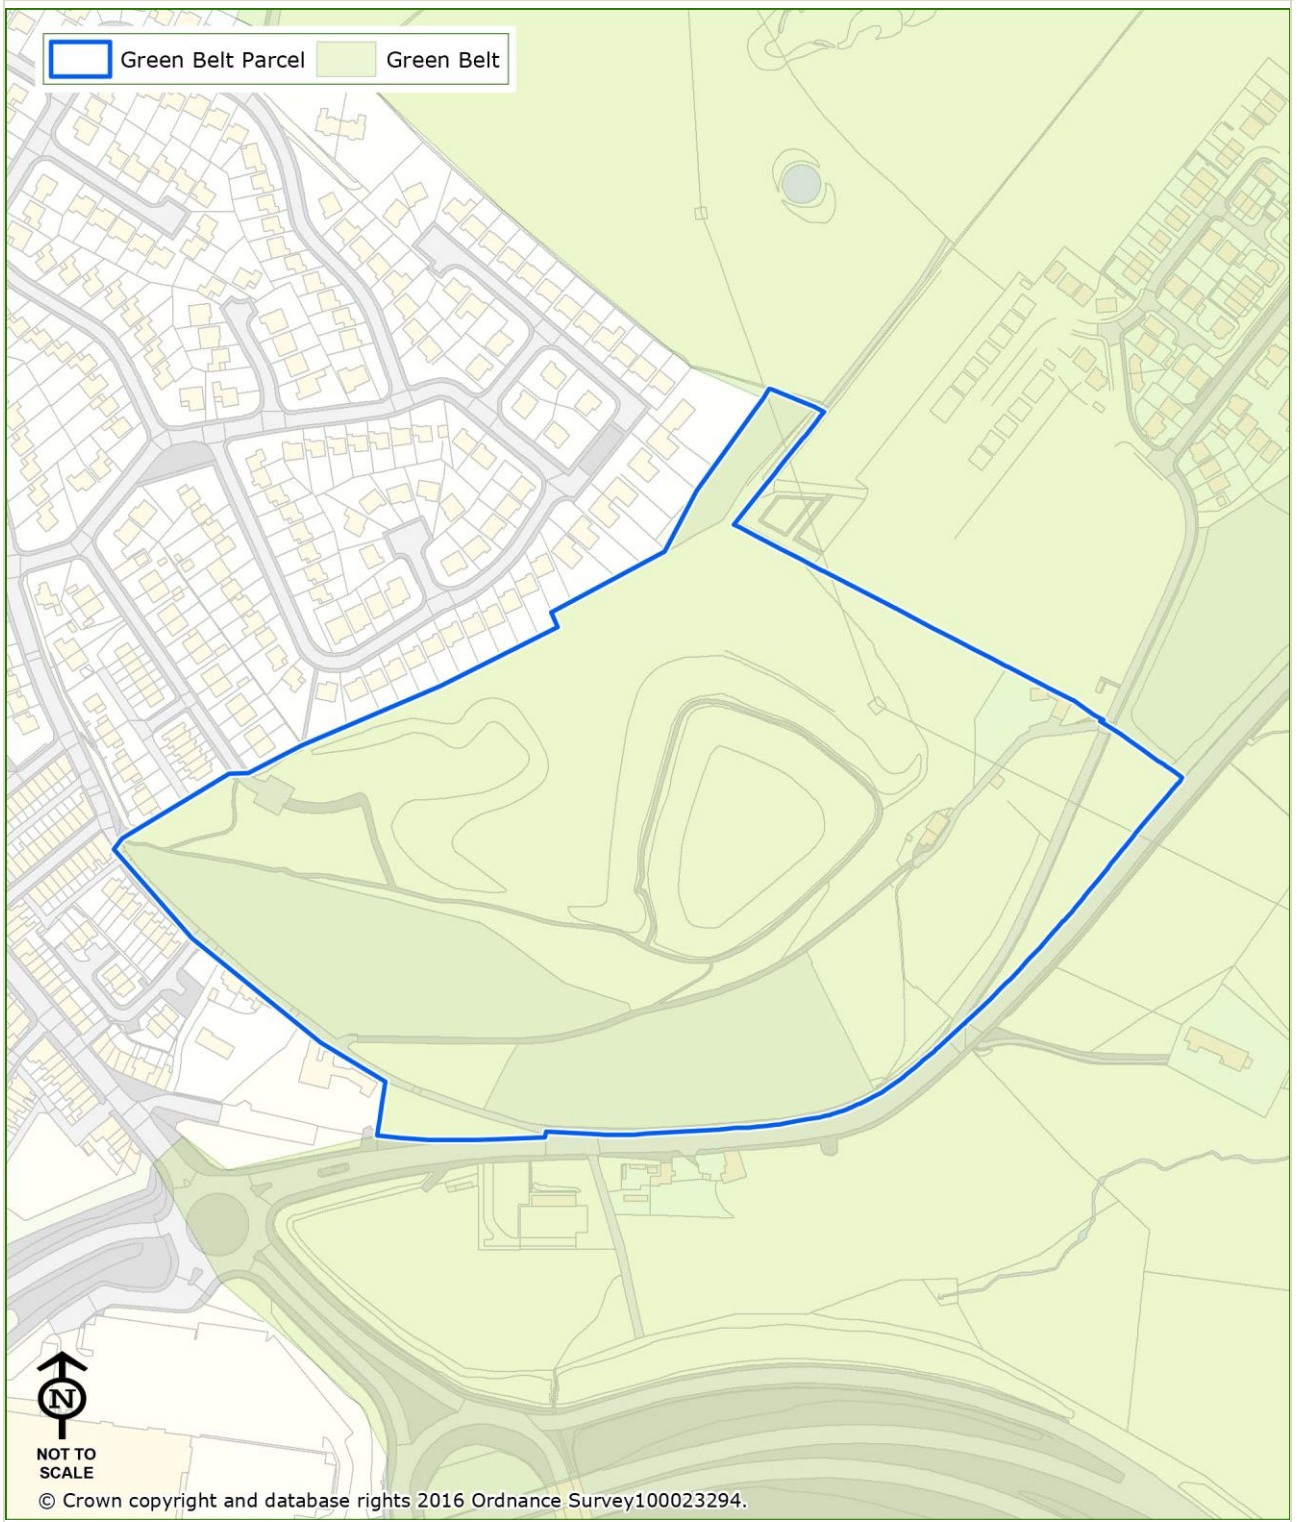 Green Belt Parcel Green Belt
N
NOT TO
SCALE
© Crown copyright and database rights 2016 Ordnance Survey100023294.